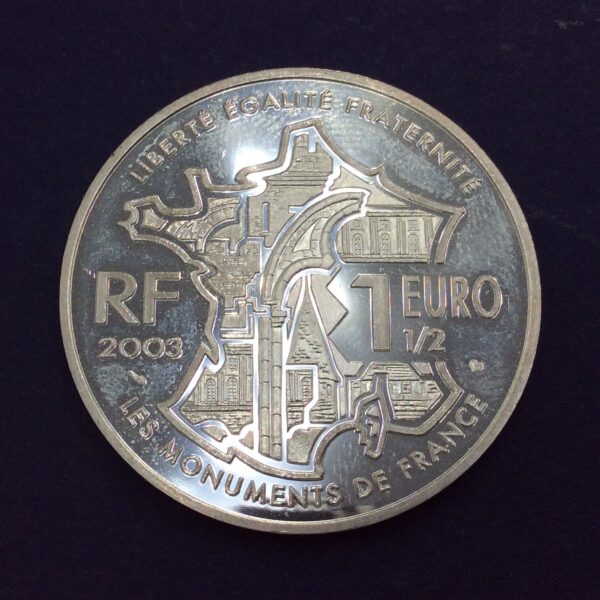 LIBERTÉ ÉGALITÉ FRATERNITÉ
RF
2003
1 EURO
1/2
LES MONUMENTS DE FRANCE